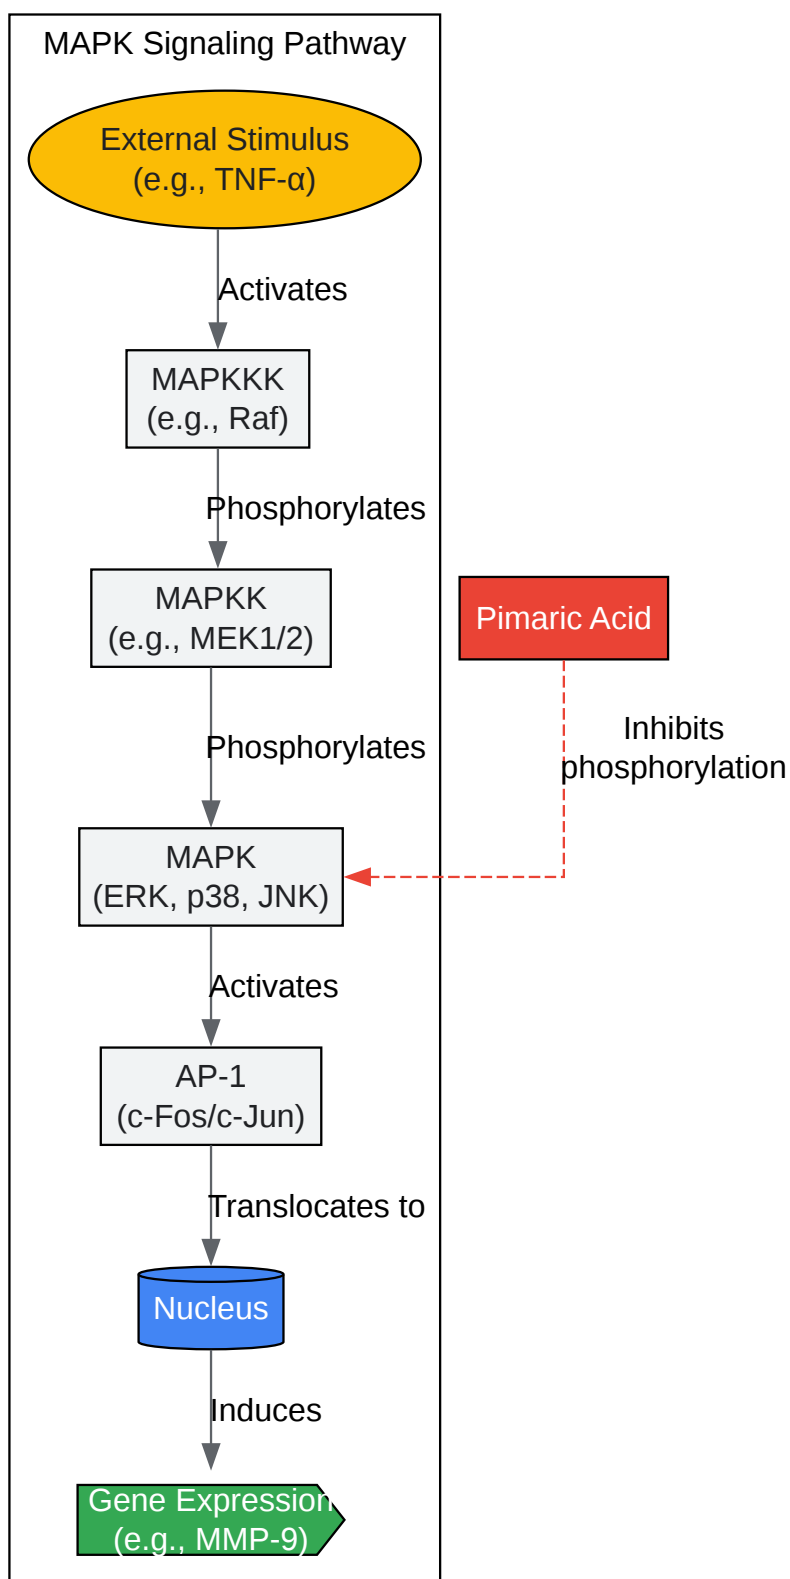 MAPK Signaling Pathway
External Stimulus
(e.g., TNF-α)
Activates
MAPKKK
(e.g., Raf)
Phosphorylates
MAPKK
(e.g., MEK1/2)
Pimaric Acid
Phosphorylates
Inhibits
phosphorylation
MAPK
(ERK, p38, JNK)
Activates
AP-1
(c-Fos/c-Jun)
Translocates to
Nucleus
Induces
Gene Expression
(e.g., MMP-9)